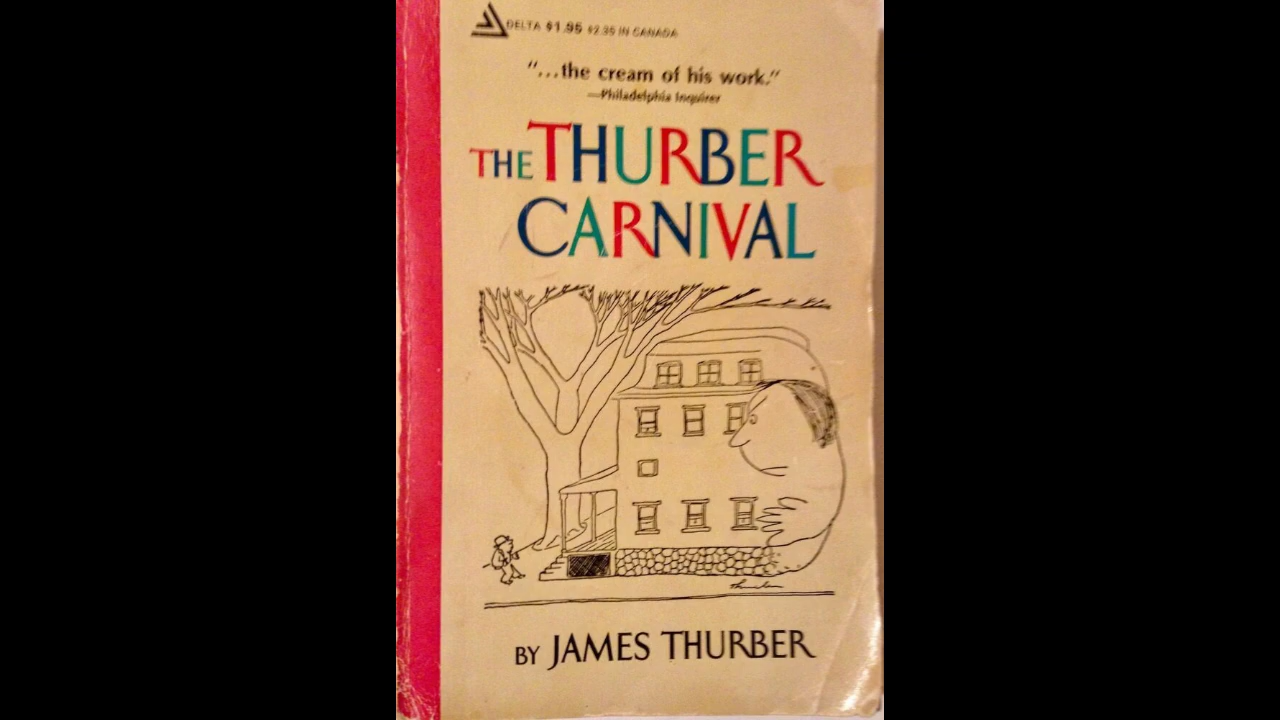 DELTA $1.95 $2.35 IN CANADA
"...the cream of his work."
—Philadelphia Inquirer
THE THURBER
CARNIVAL
Thurber
BY JAMES THURBER